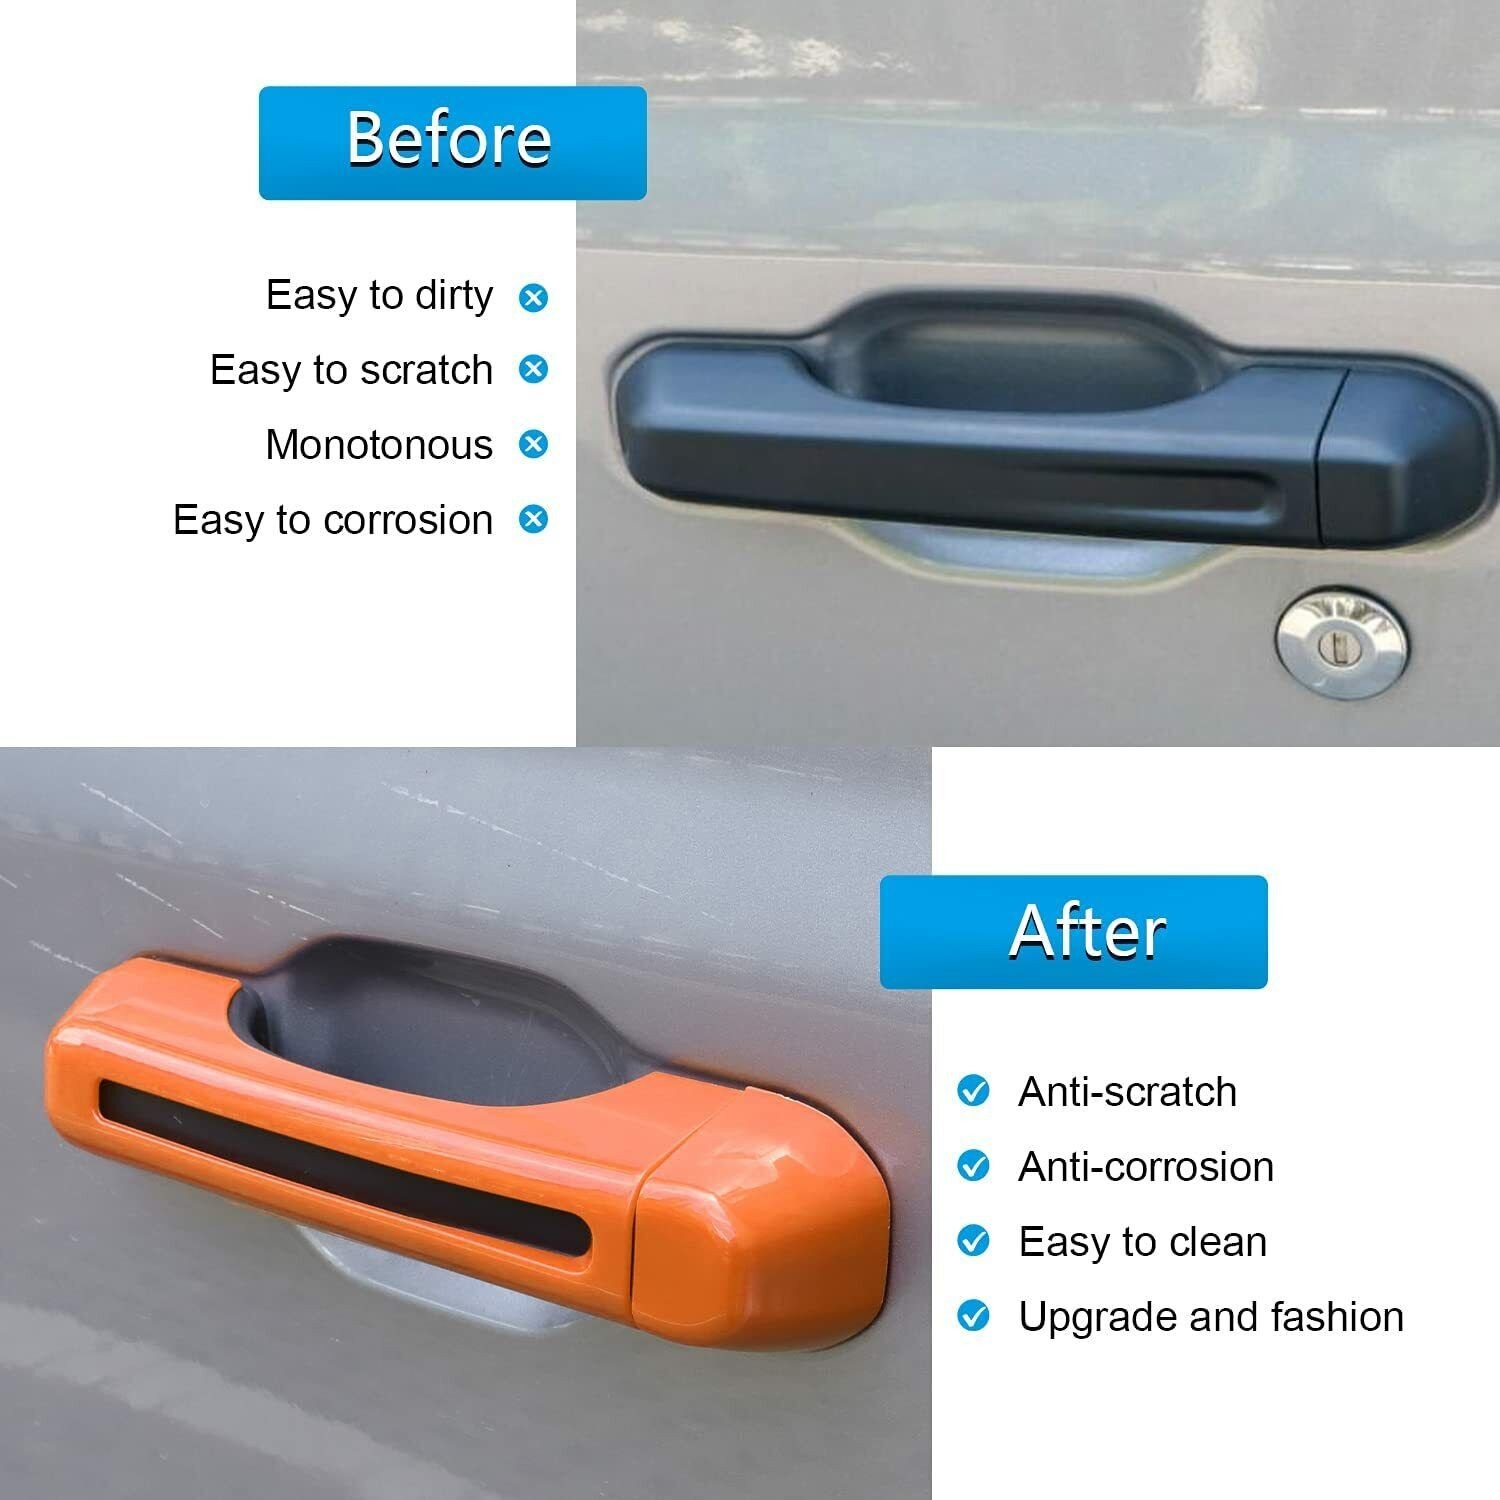 Before
Easy to dirty
Easy to scratch
Monotonous
Easy to corrosion
After
Anti-scratch
Anti-corrosion
Easy to clean
Upgrade and fashion